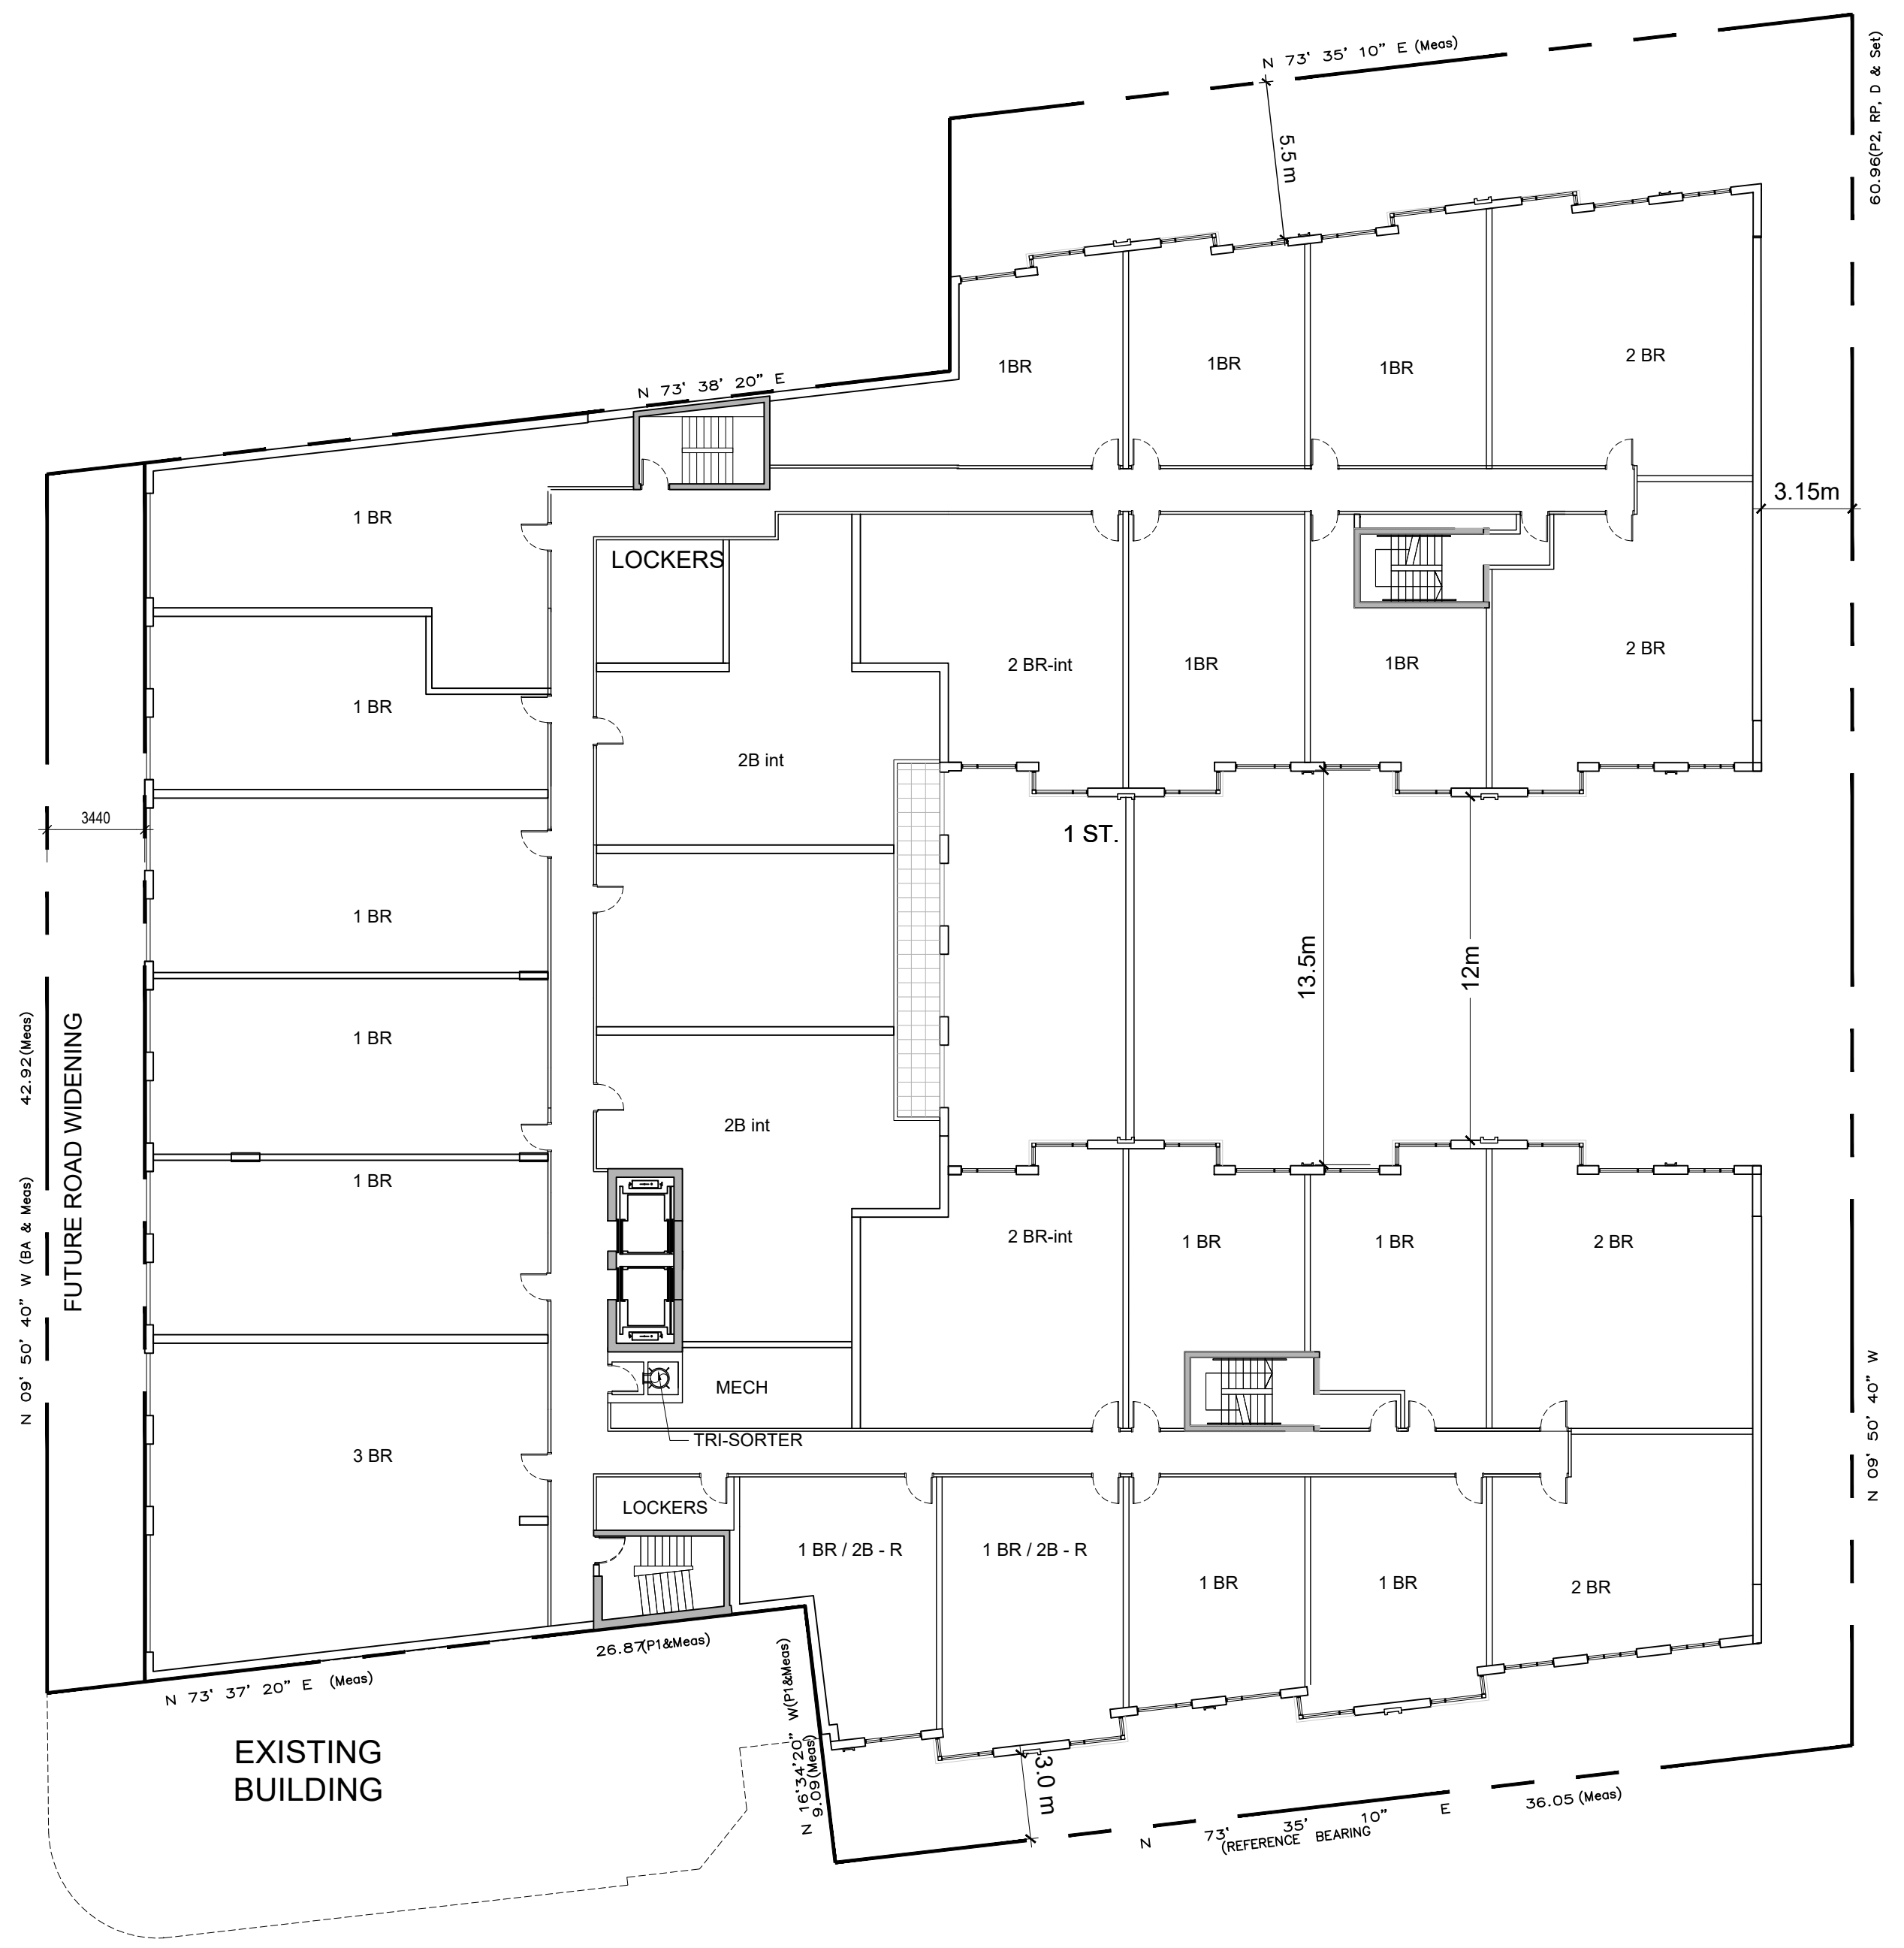 N 73' 35' 10" E (Meas)
60.96(P2, RP, D & Set)
5.5 m
N 73' 38' 20" E
1BR
1BR
1BR
2 BR
3.15m
1 BR
LOCKERS
2 BR-int
1BR
1BR
2 BR
1 BR
2B int
3440
1 ST.
1 BR
13.5m
12m
1 BR
42.92(Meas)
FUTURE ROAD WIDENING
2B int
1 BR
N 09' 50' 40" W (BA & Meas)
2 BR-int
1 BR
1 BR
2 BR
MECH
TRI-SORTER
3 BR
N 09' 50' 40" W
LOCKERS
1 BR / 2B - R
1 BR / 2B - R
1 BR
1 BR
2 BR
26.87(P1&Meas)
N 73' 37' 20" E (Meas)
N 16'34'20" W(P1&Meas)
9.09(Meas)
EXISTING
BUILDING
3.0 m
36.05 (Meas)
N 73' 35' 10" E
(REFERENCE BEARING